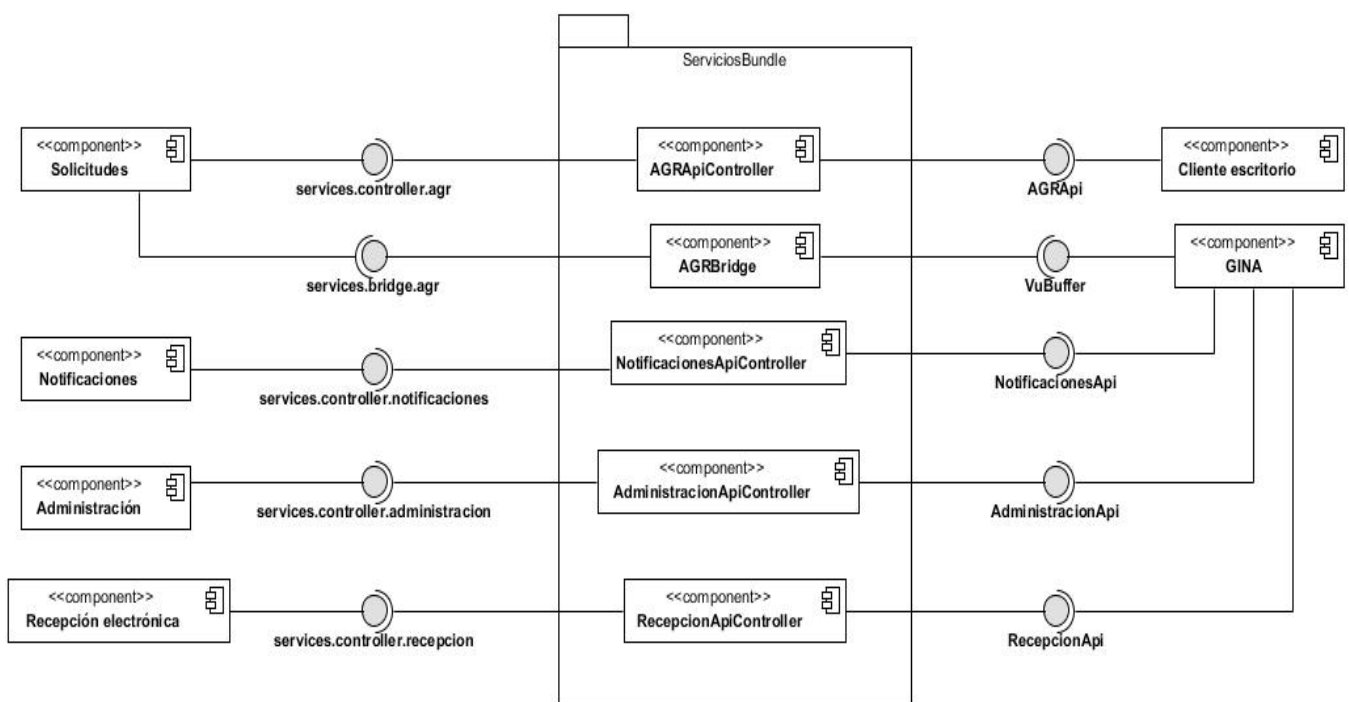 ServiciosBundle
<<component>>
Solicitudes
services.controller.agr
<<component>>
AGRApiController
AGRApi
<<component>>
Cliente escritorio
services.bridge.agr
<<component>>
AGRBridge
VuBuffer
<<component>>
GINA
<<component>>
Notificaciones
services.controller.notificaciones
<<component>>
NotificacionesApiController
NotificacionesApi
<<component>>
Administración
services.controller.administracion
<<component>>
AdministracionApiController
AdministracionApi
<<component>>
Recepción electrónica
services.controller.recepcion
<<component>>
RecepcionApiController
RecepcionApi